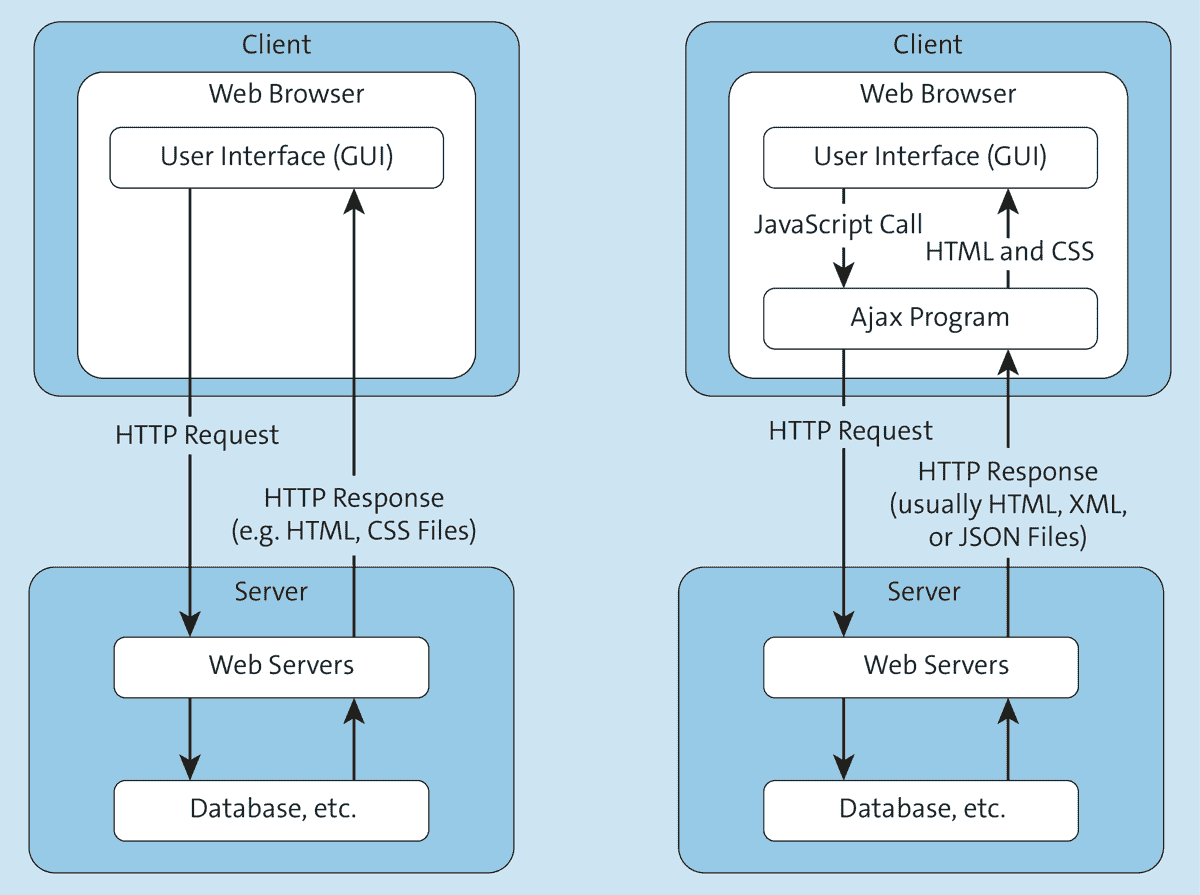 Client
Web Browser
User Interface (GUI)
HTTP Request
HTTP Response
(e.g. HTML, CSS Files)
Server
Web Servers
Database, etc.
Client
Web Browser
User Interface (GUI)
JavaScript Call
HTML and CSS
Ajax Program
HTTP Request
HTTP Response
(usually HTML, XML,
or JSON Files)
Server
Web Servers
Database, etc.